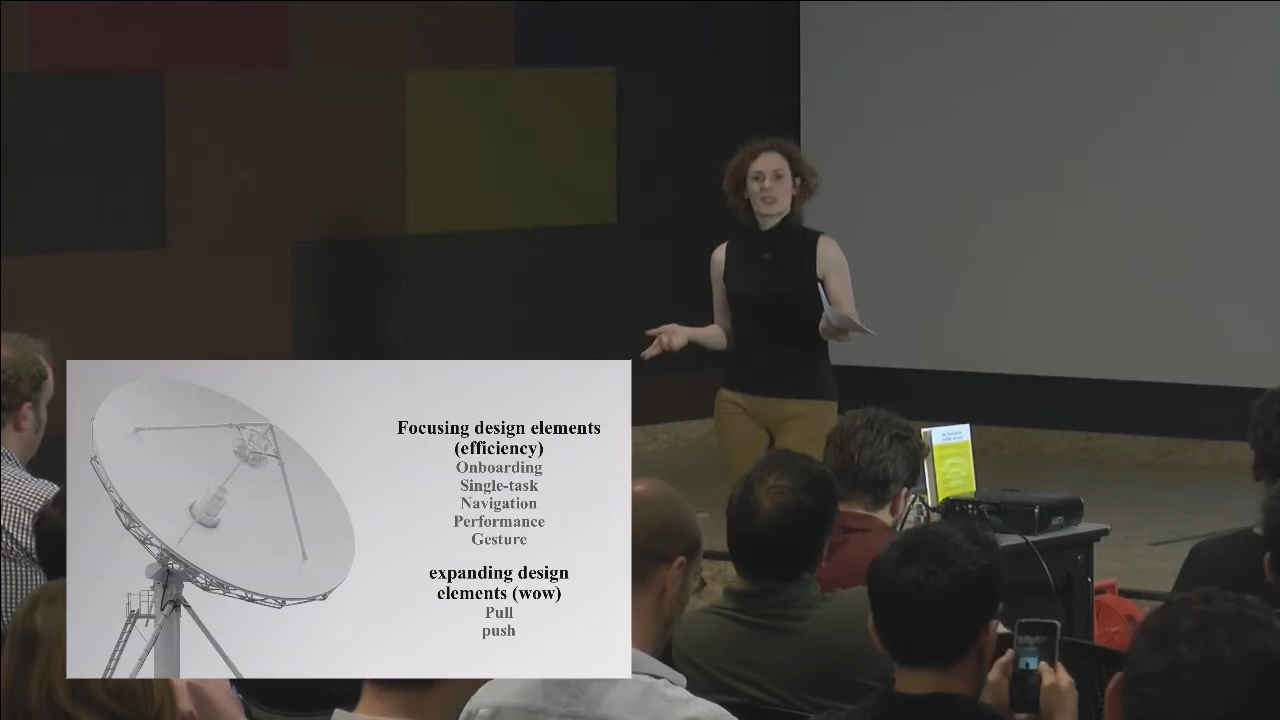 Focusing design elements
(efficiency)
Onboarding
Single-task
Navigation
Performance
Gesture
expanding design
elements (wow)
Pull
push